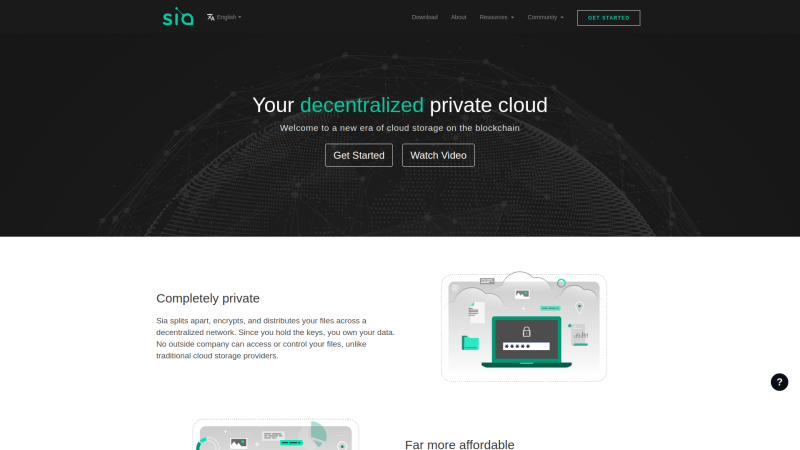 sia
English
Download
About
Resources
Community
GET STARTED
Your decentralized private cloud
Welcome to a new era of cloud storage on the blockchain
Get Started
Watch Video
Completely private
Sia splits apart, encrypts, and distributes your files across a
decentralized network. Since you hold the keys, you own your data.
No outside company can access or control your files, unlike
traditional cloud storage providers.
?
Far more affordable